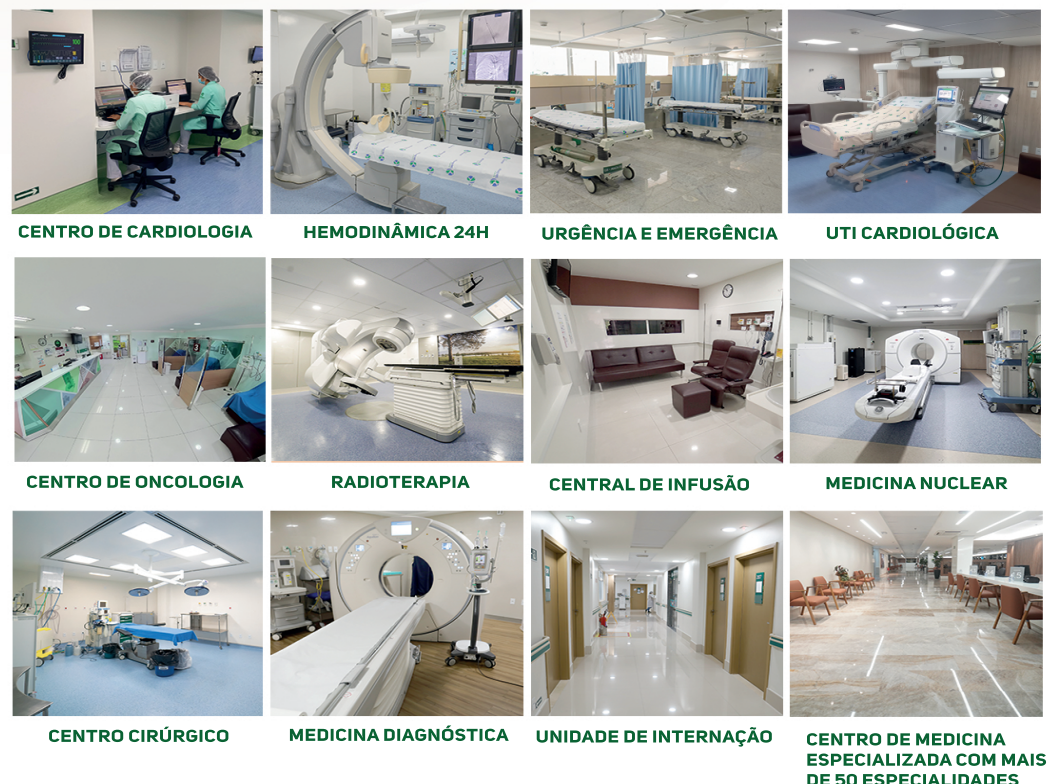 CENTRO DE CARDIOLOGIA
HEMODINÂMICA 24H
URGÊNCIA E EMERGÊNCIA
UTI CARDIOLÓGICA
CENTRO DE ONCOLOGIA
RADIOTERAPIA
CENTRAL DE INFUSÃO
MEDICINA NUCLEAR
CENTRO CIRÚRGICO
MEDICINA DIAGNÓSTICA
UNIDADE DE INTERNAÇÃO
CENTRO DE MEDICINA
ESPECIALIZADA COM MAIS
DE 50 ESPECIALIDADES